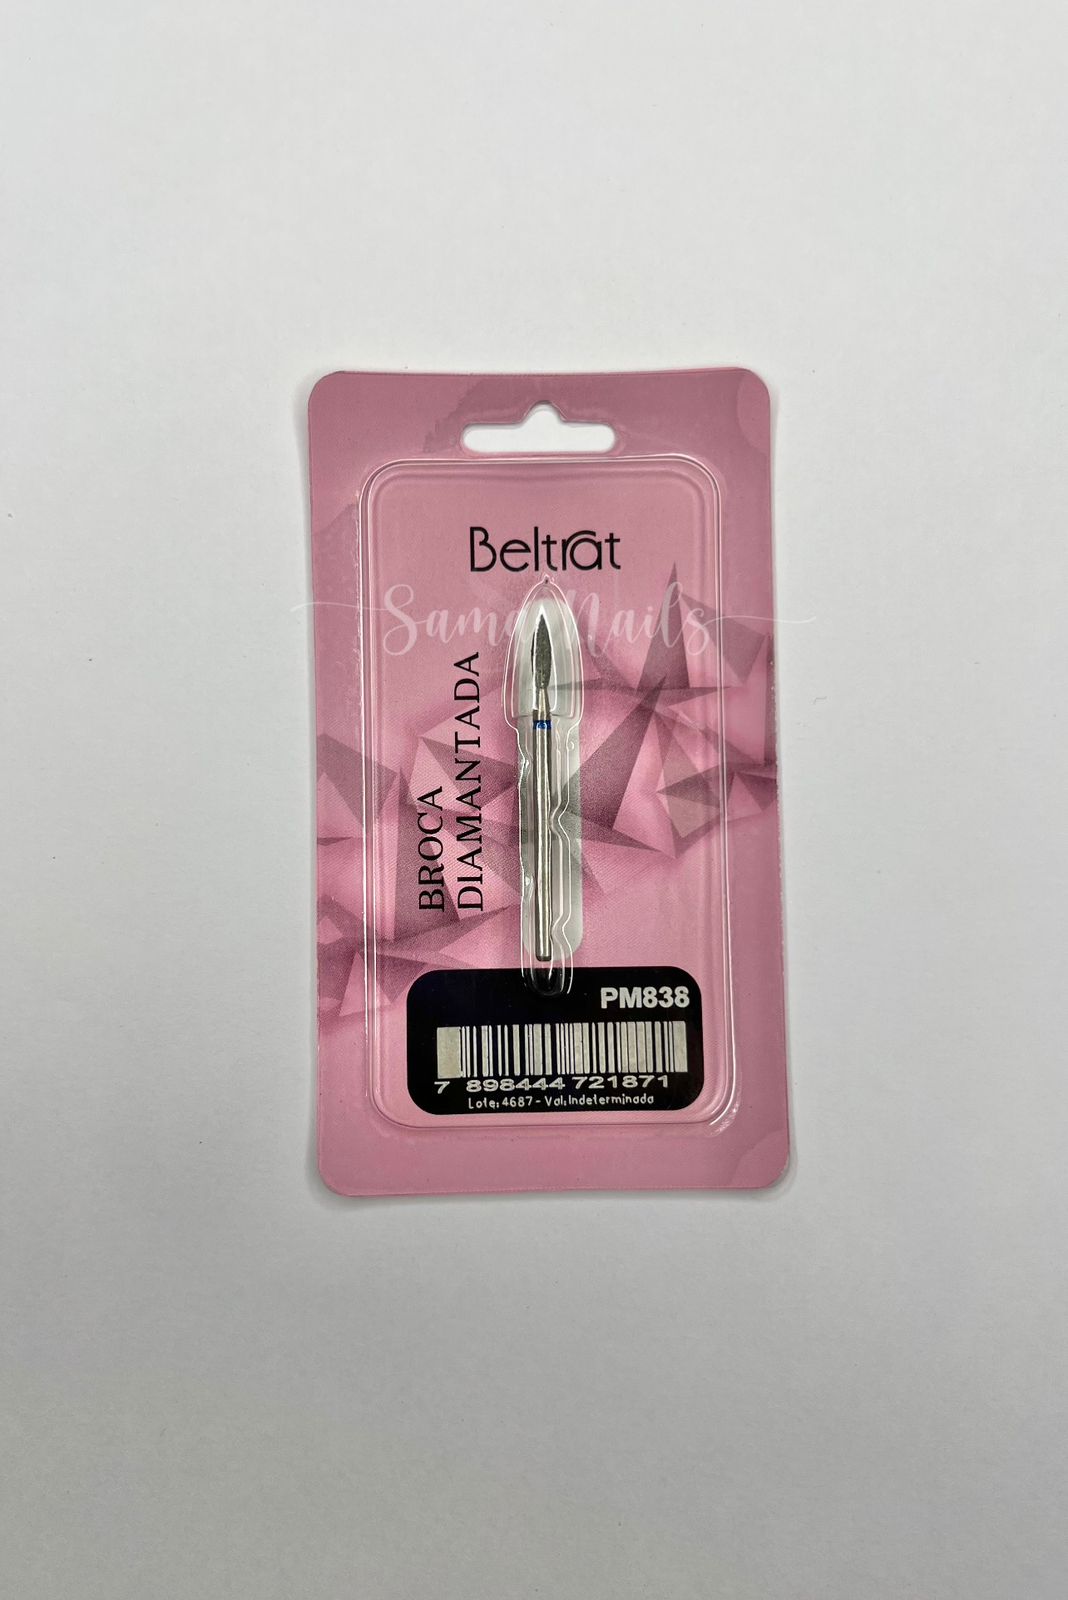 Beltrat
Sama Nails
BROCA
DIAMANTADA
PM838
7 898444 721871
Lote: 4687 - Val: Indeterminada